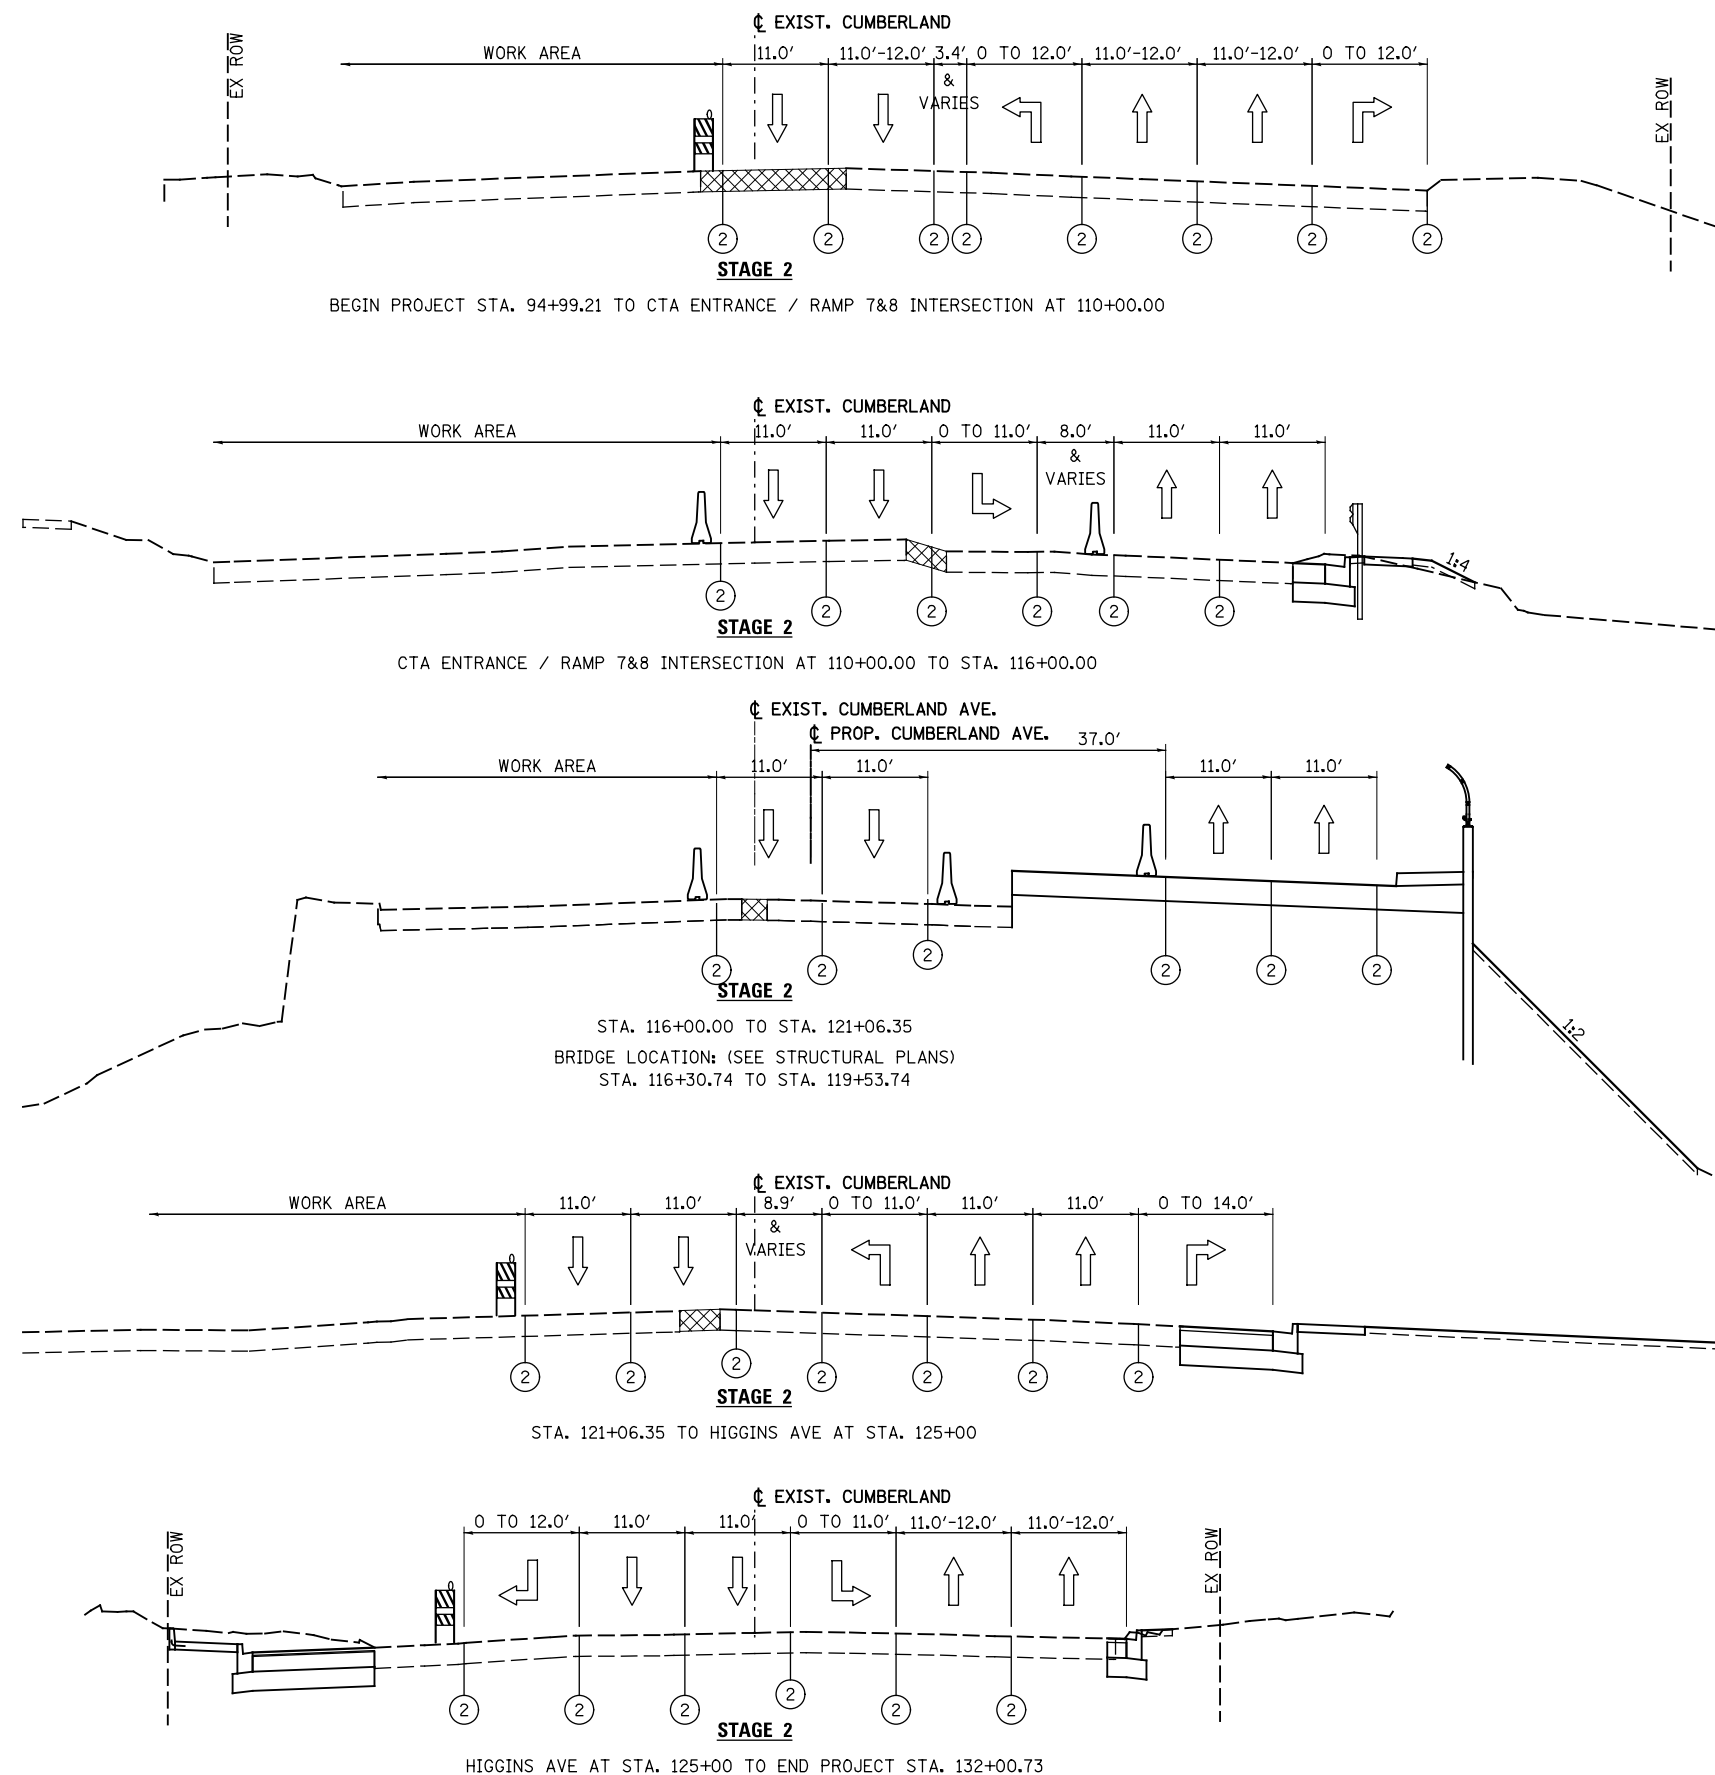 ℄ EXIST. CUMBERLAND
EX ROW
WORK AREA
11.0' 11.0'-12.0' 3.4' 0 TO 12.0' 11.0'-12.0' 11.0'-12.0' 0 TO 12.0'
&
VARIES
EX ROW
2 2 2 2 2 2 2 2
STAGE 2
BEGIN PROJECT STA. 94+99.21 TO CTA ENTRANCE / RAMP 7&8 INTERSECTION AT 110+00.00
℄ EXIST. CUMBERLAND
WORK AREA 11.0' 11.0' 0 TO 11.0' 8.0' 11.0' 11.0'
&
VARIES
1:4
2 2 2 2 2 2
STAGE 2
CTA ENTRANCE / RAMP 7&8 INTERSECTION AT 110+00.00 TO STA. 116+00.00
℄ EXIST. CUMBERLAND AVE.
℄ PROP. CUMBERLAND AVE. 37.0'
WORK AREA 11.0' 11.0' 11.0' 11.0'
2 2 2 2 2 2
STAGE 2
1:2
STA. 116+00.00 TO STA. 121+06.35
BRIDGE LOCATION: (SEE STRUCTURAL PLANS)
STA. 116+30.74 TO STA. 119+53.74
℄ EXIST. CUMBERLAND
WORK AREA 11.0' 11.0' 8.9' 0 TO 11.0' 11.0' 11.0' 0 TO 14.0'
&
VARIES
2 2 2 2 2 2 2
STAGE 2
STA. 121+06.35 TO HIGGINS AVE AT STA. 125+00
℄ EXIST. CUMBERLAND
0 TO 12.0' 11.0' 11.0' 0 TO 11.0' 11.0'-12.0' 11.0'-12.0'
EX ROW
EX ROW
2 2 2 2 2 2
STAGE 2
HIGGINS AVE AT STA. 125+00 TO END PROJECT STA. 132+00.73